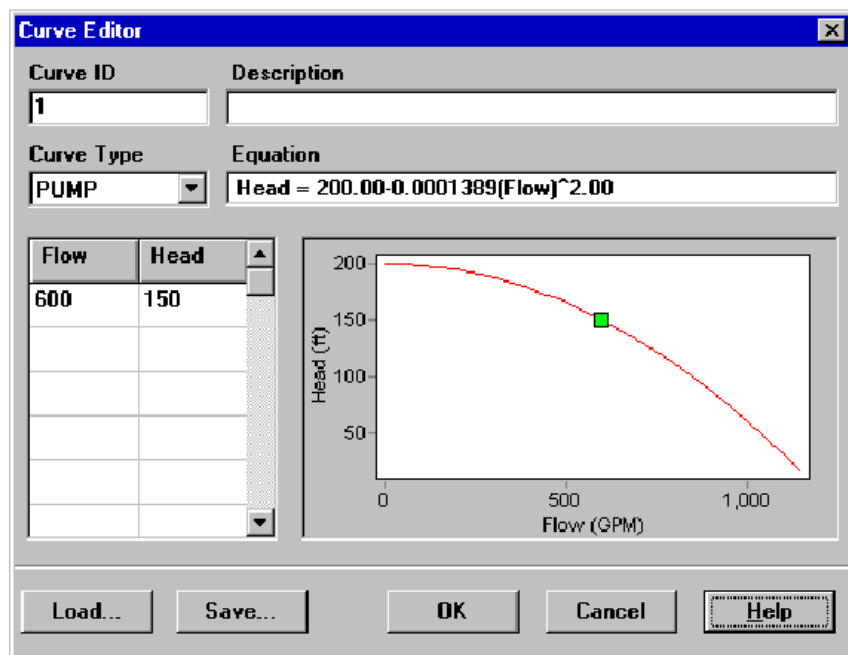 Curve Editor
Curve ID
Description
1
Curve Type
Equation
PUMP
Head = 200.00-0.0001389(Flow)^2.00
Flow Head
600 150
200
150
100
50
Head (ft)
0 500 1,000
Flow (GPM)
Load... Save... OK Cancel Help